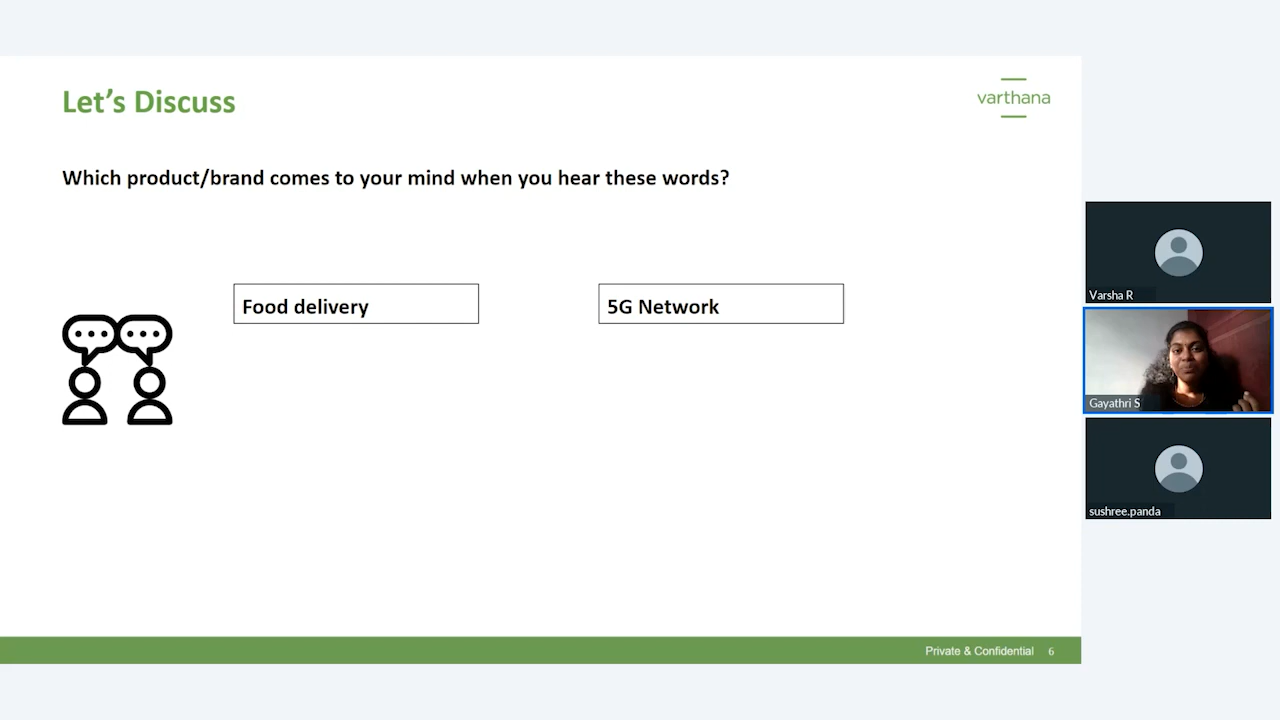 Let's Discuss
varthana
Which product/brand comes to your mind when you hear these words?
Food delivery
5G Network
Varsha R
Gayathri S
sushree.panda
Private & Confidential 6